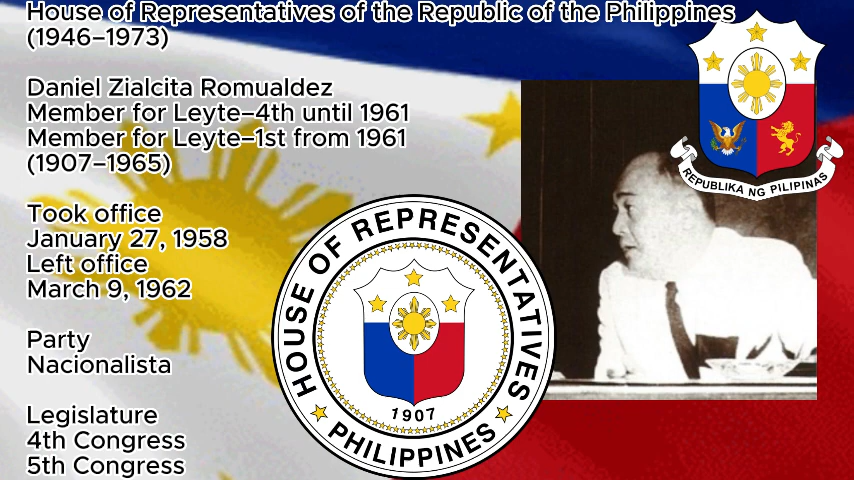 House of Representatives of the Republic of the Philippines
(1946–1973)
Daniel Zialcita Romualdez
Member for Leyte–4th until 1961
Member for Leyte–1st from 1961
(1907–1965)
Took office
January 27, 1958
Left office
March 9, 1962
Party
Nacionalista
Legislature
4th Congress
5th Congress
HOUSE OF REPRESENTATIVES
1907
PHILIPPINES
REPUBLIKA NG PILIPINAS